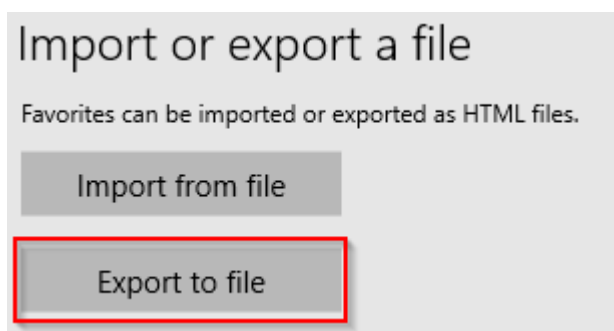 Import or export a file
Favorites can be imported or exported as HTML files.
Import from file
Export to file